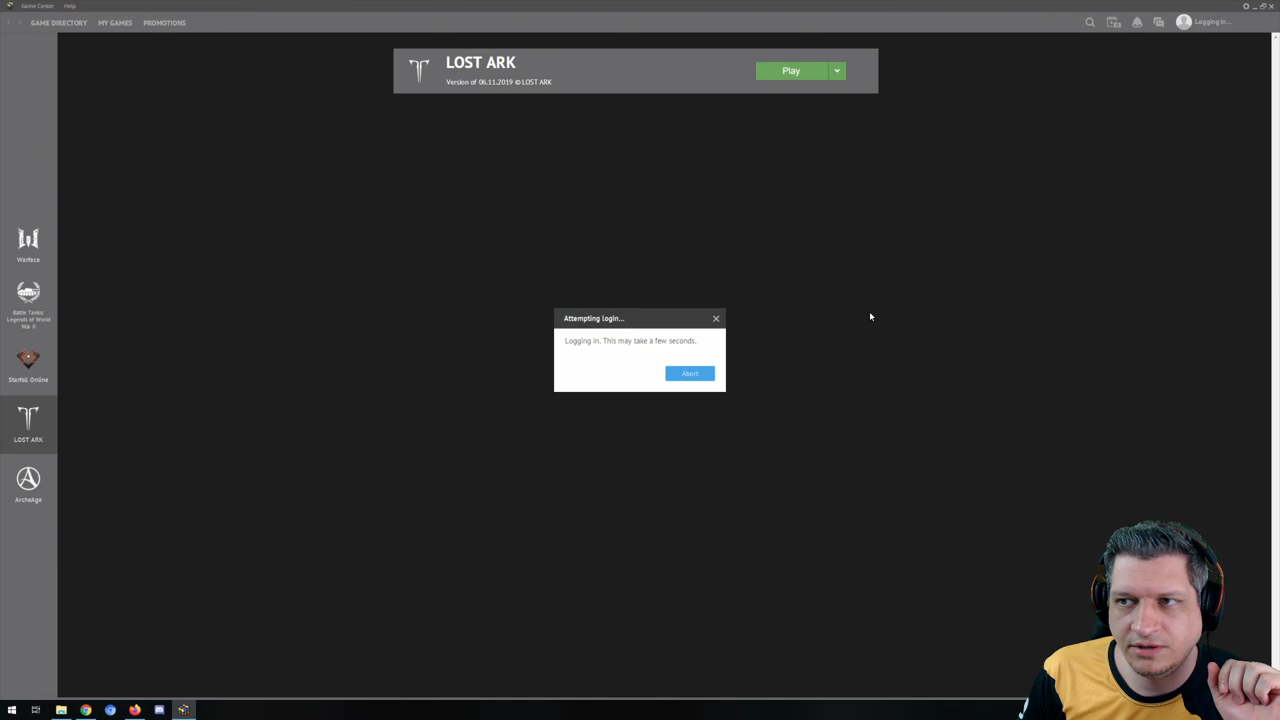 Game Center Help
GAME DIRECTORY MY GAMES PROMOTIONS
Logging in...
LOST ARK
Version of 06.11.2019 © LOST ARK
Play
Warface
Battle Tanks:
Legends of World
War II
Starfall Online
LOST ARK
ArcheAge
Attempting login...
Logging in. This may take a few seconds.
Abort